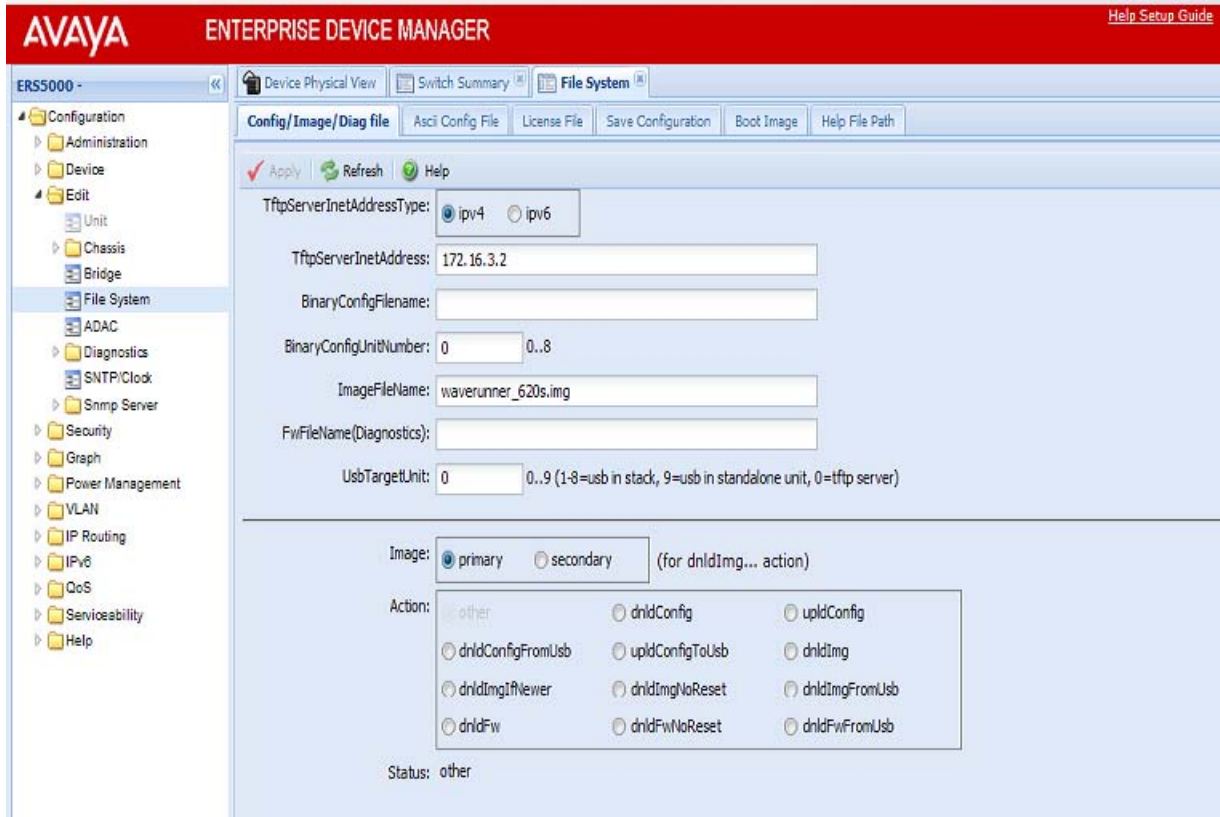 AVAYA ENTERPRISE DEVICE MANAGER Help Setup Guide
ERS5000 -
Configuration
Administration
Device
Edit
Unit
Chassis
Bridge
File System
ADAC
Diagnostics
SNTP/Clock
Snmp Server
Security
Graph
Power Management
VLAN
IP Routing
IPv6
QoS
Serviceability
Help
Device Physical View Switch Summary File System
Config/Image/Diag file Ascii Config File License File Save Configuration Boot Image Help File Path
Apply Refresh Help
TftpServerInetAddressType: ipv4 ipv6
TftpServerInetAddress: 172.16.3.2
BinaryConfigFilename:
BinaryConfigUnitNumber: 0 0..8
ImageFileName: waverunner_620s.img
FwFileName(Diagnostics):
UsbTargetUnit: 0 0..9 (1-8=usb in stack, 9=usb in standalone unit, 0=tftp server)
Image: primary secondary (for dnldImg... action)
Action: other dnldConfig upldConfig
dnldConfigFromUsb upldConfigToUsb dnldImg
dnldImgIfNewer dnldImgNoReset dnldImgFromUsb
dnldFw dnldFwNoReset dnldFwFromUsb
Status: other